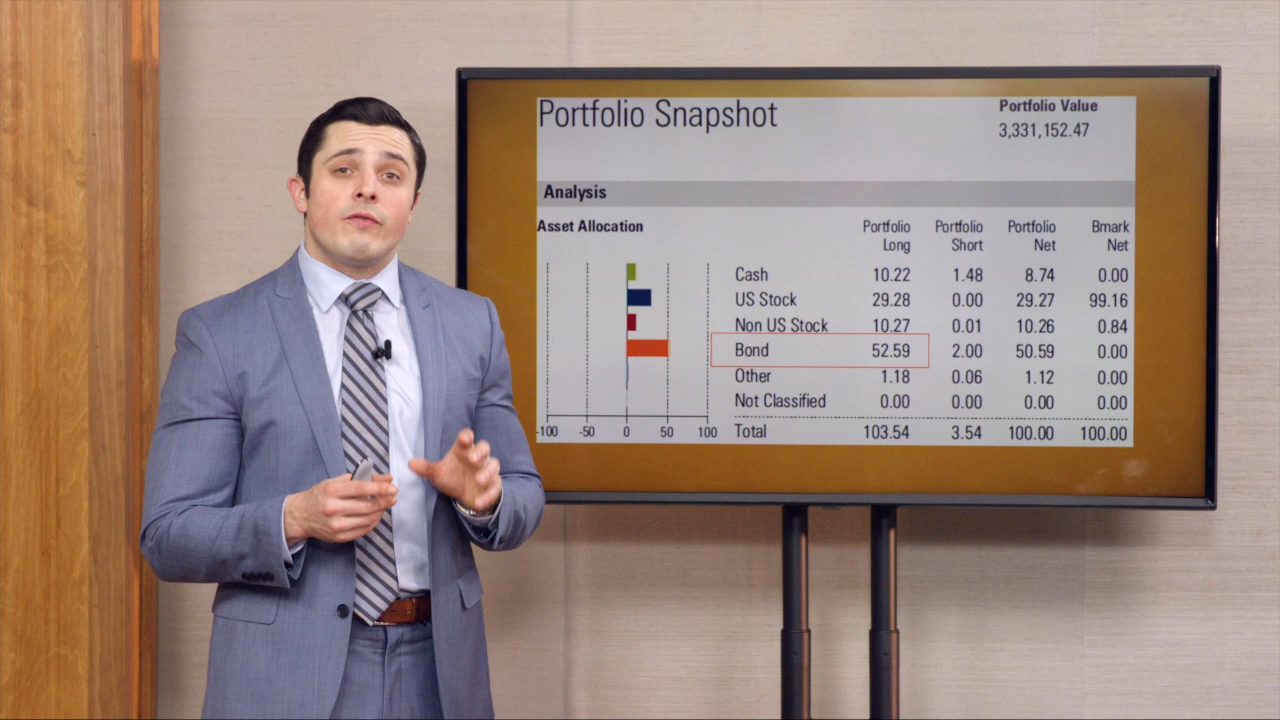 Portfolio Snapshot
Portfolio Value
3,331,152.47
Analysis
Asset Allocation
Portfolio Long Portfolio Short Portfolio Net Bmark Net
Cash 10.22 1.48 8.74 0.00
US Stock 29.28 0.00 29.27 99.16
Non US Stock 10.27 0.01 10.26 0.84
Bond 52.59 2.00 50.59 0.00
Other 1.18 0.06 1.12 0.00
Not Classified 0.00 0.00 0.00 0.00
-100 -50 0 50 100
Total 103.54 3.54 100.00 100.00